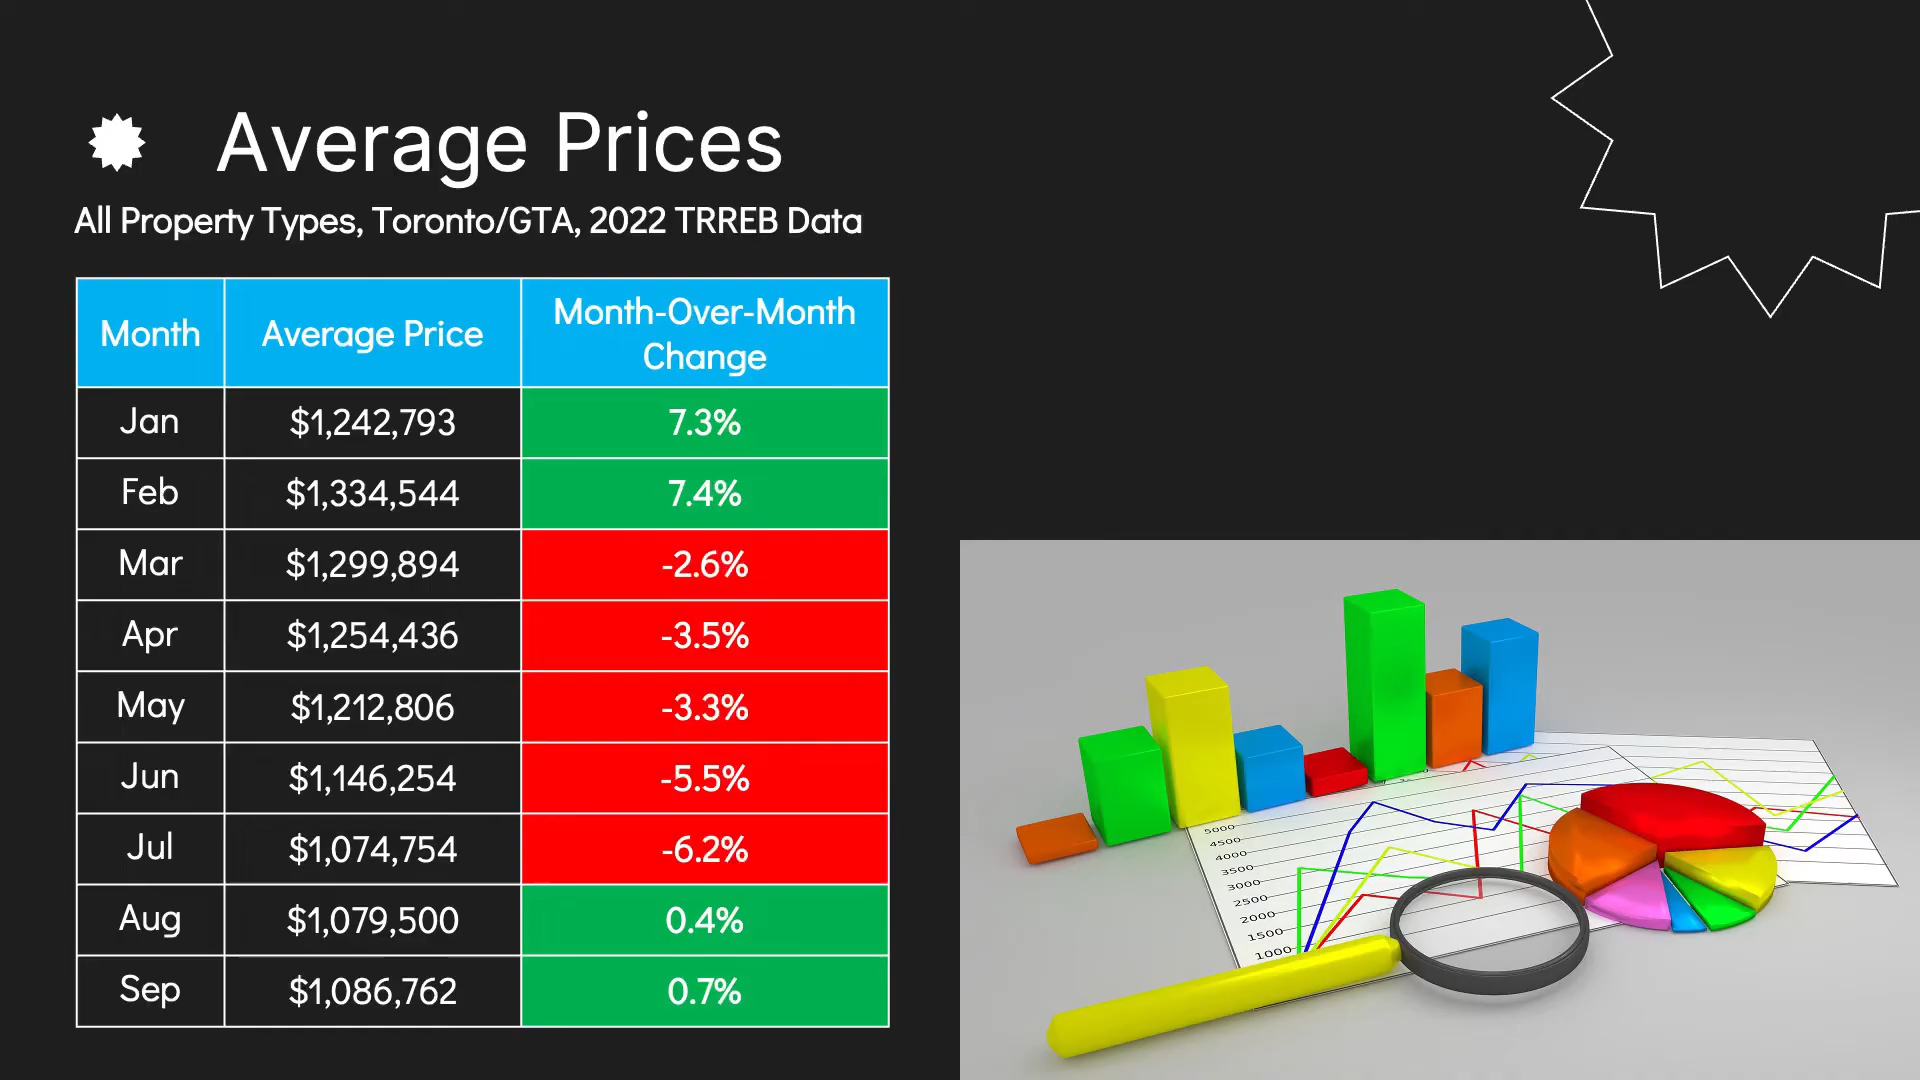 Average Prices
All Property Types, Toronto/GTA, 2022 TRREB Data
Month Average Price Month-Over-Month Change
Jan $1,242,793 7.3%
Feb $1,334,544 7.4%
Mar $1,299,894 -2.6%
Apr $1,254,436 -3.5%
May $1,212,806 -3.3%
Jun $1,146,254 -5.5%
Jul $1,074,754 -6.2%
Aug $1,079,500 0.4%
Sep $1,086,762 0.7%
5000
4500
4000
3500
3000
2500
2000
1500
1000